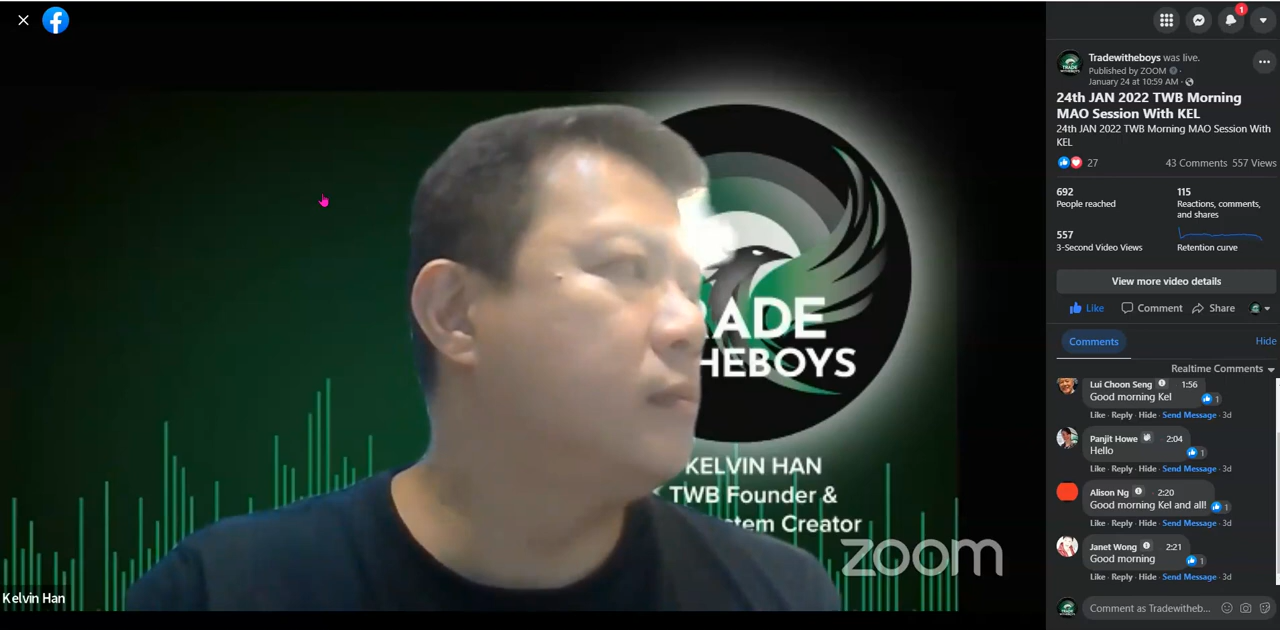 1
Tradewitheboys was live.
Published by ZOOM
January 24 at 10:59 AM
24th JAN 2022 TWB Morning
MAO Session With KEL
24th JAN 2022 TWB Morning MAO Session With
KEL
27 43 Comments 557 Views
692
People reached
115
Reactions, comments,
and shares
557
3-Second Video Views
Retention curve
View more video details
Like Comment Share
Comments Hide
Realtime Comments
Lui Choon Seng 1:56
Good morning Kel
1
Like · Reply · Hide · Send Message · 3d
Panjit Howe 2:04
Hello
1
Like · Reply · Hide · Send Message · 3d
Alison Ng · 2:20
Good morning Kel and all!
1
Like · Reply · Hide · Send Message · 3d
Janet Wong 2:21
Good morning
1
Like · Reply · Hide · Send Message · 3d
Comment as Tradewitheb...
RADE
HEBOYS
KELVIN HAN
TWB Founder &
tem Creator
zoom
Kelvin Han